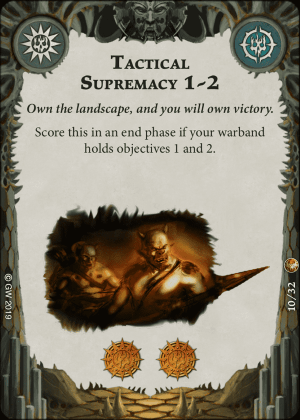 Tactical
Supremacy 1-2
Own the landscape, and you will own victory.
Score this in an end phase if your warband
holds objectives 1 and 2.
© GW 2019
10/32